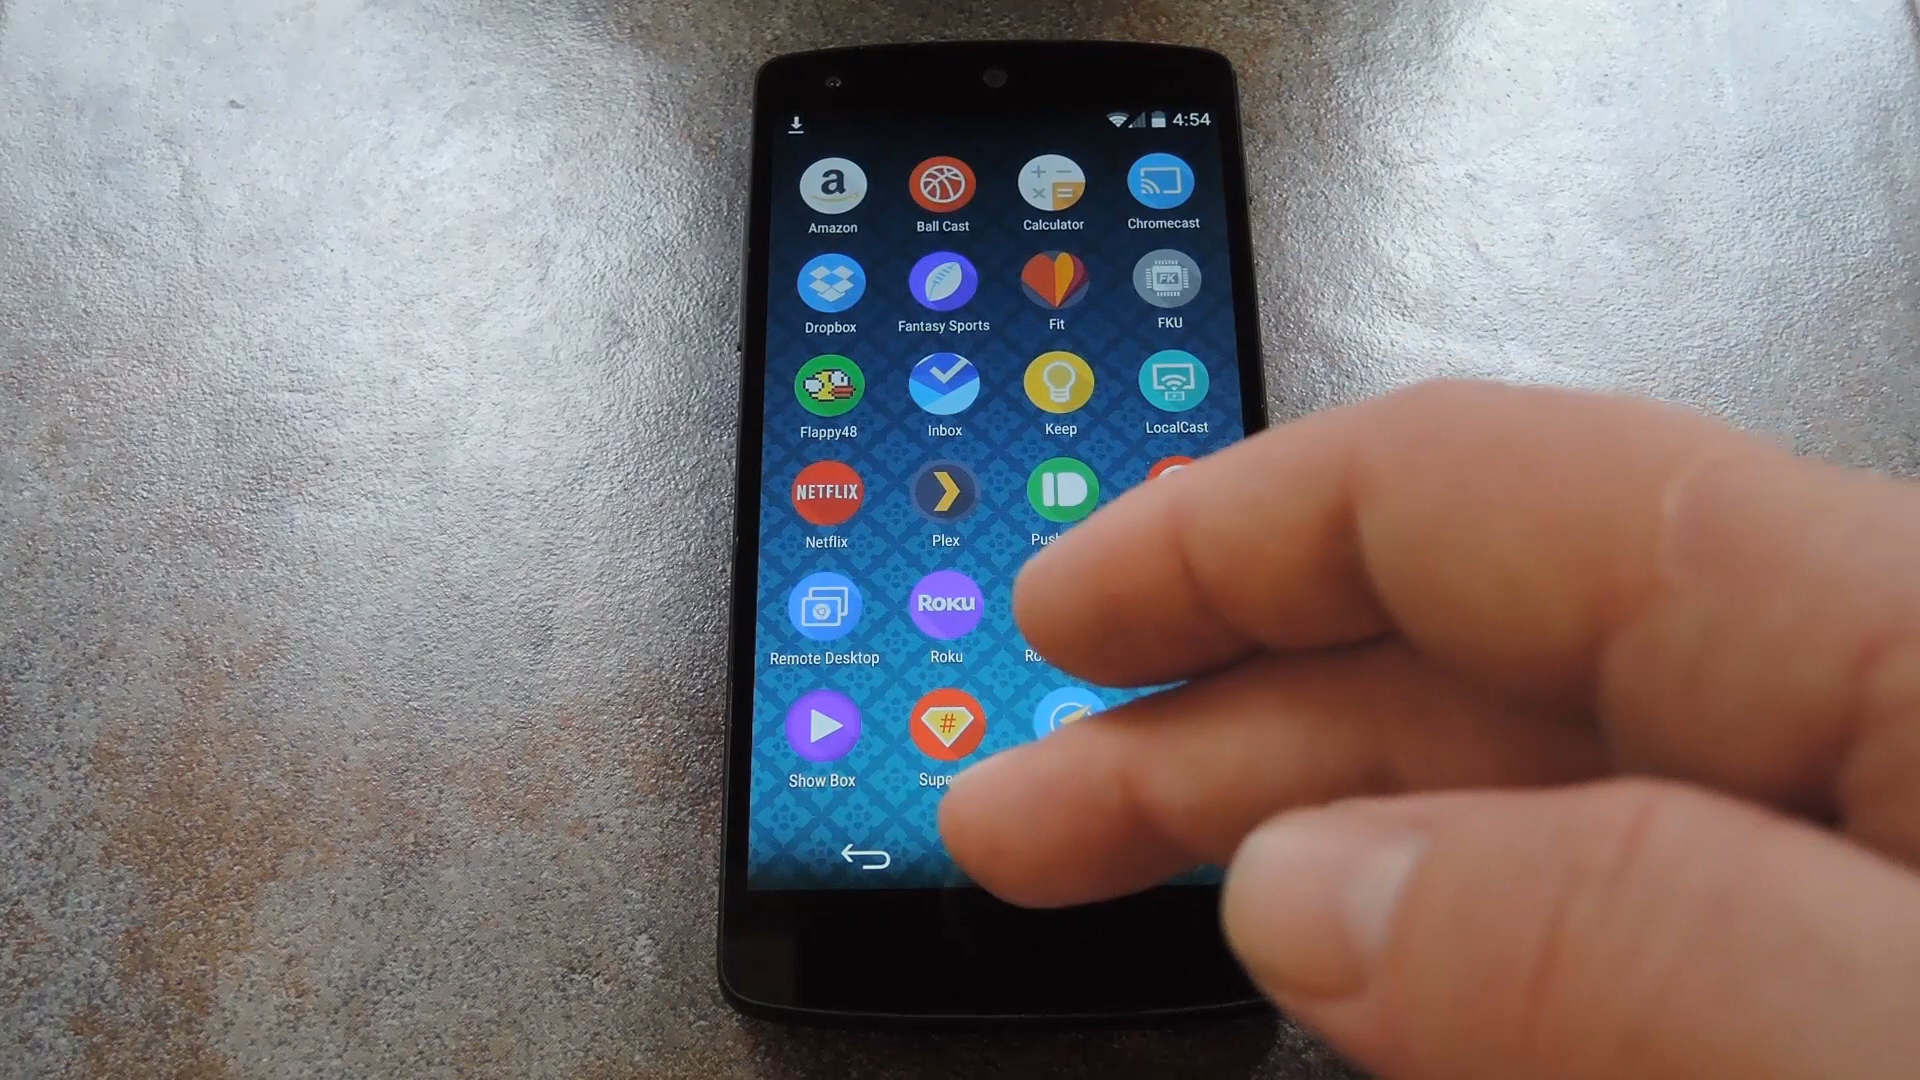 4:54
a
Amazon
Ball Cast
Calculator
Chromecast
Dropbox
Fantasy Sports
Fit
FK
FKU
Flappy48
Inbox
Keep
LocalCast
NETFLIX
Netflix
Plex
Remote Desktop
ROKU
Roku
Show Box
#